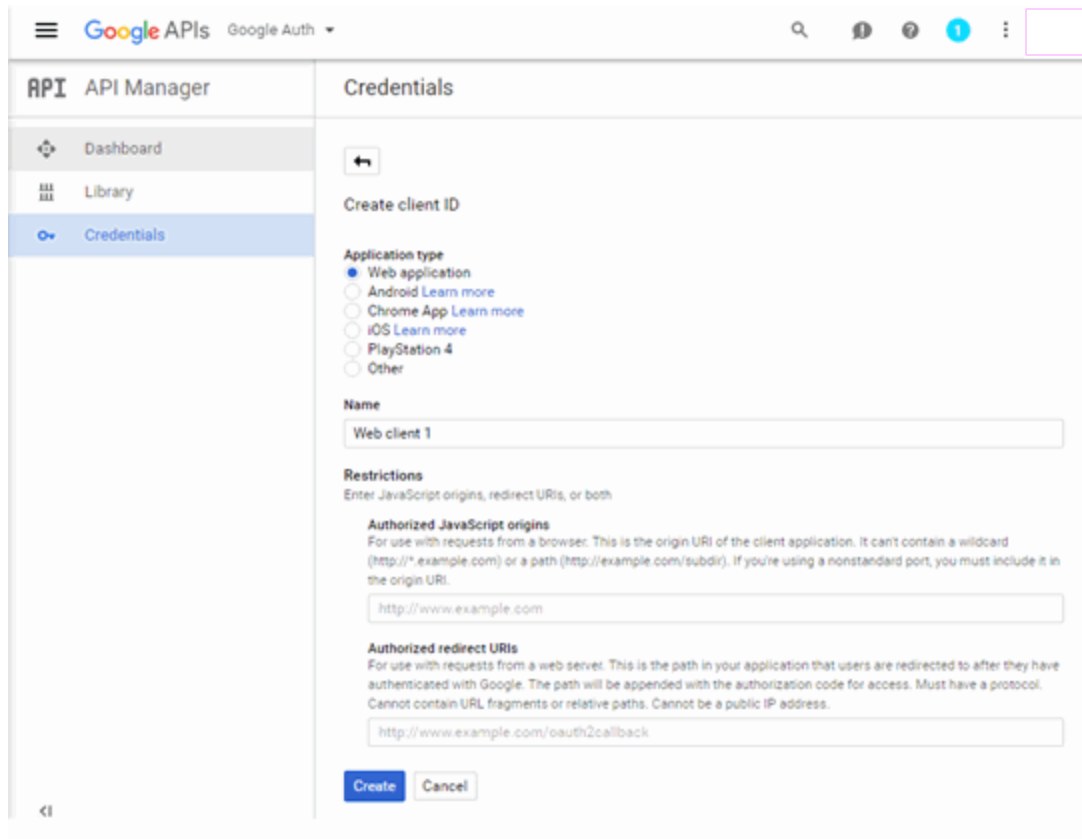 Google APIs Google Auth
1
API API Manager
Credentials
Dashboard
Library
Credentials
Create client ID
Application type
Web application
Android Learn more
Chrome App Learn more
iOS Learn more
PlayStation 4
Other
Name
Web client 1
Restrictions
Enter JavaScript origins, redirect URIs, or both
Authorized JavaScript origins
For use with requests from a browser. This is the origin URI of the client application. It can't contain a wildcard
(http://*.example.com) or a path (http://example.com/subdir). If you're using a nonstandard port, you must include it in
the origin URI.
http://www.example.com
Authorized redirect URIs
For use with requests from a web server. This is the path in your application that users are redirected to after they have
authenticated with Google. The path will be appended with the authorization code for access. Must have a protocol.
Cannot contain URL fragments or relative paths. Cannot be a public IP address.
http://www.example.com/oauth2callback
Create Cancel